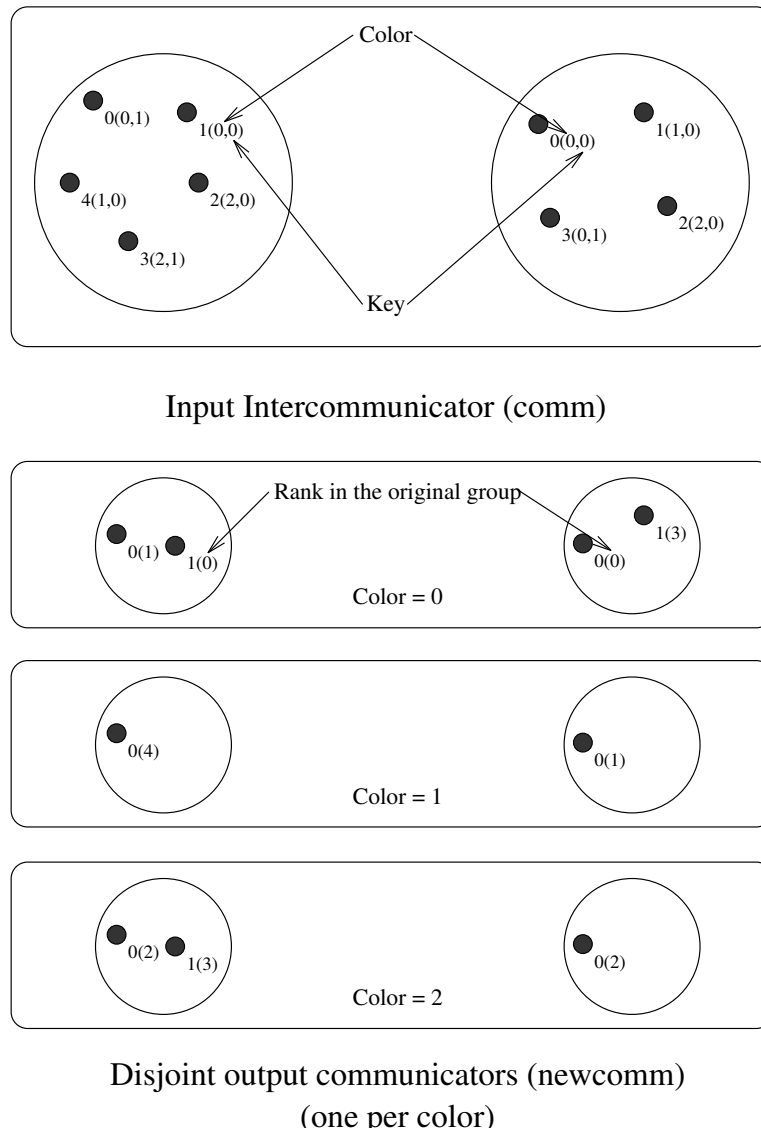 Color
0(0,1)
1(0,0)
0(0,0)
1(1,0)
4(1,0)
2(2,0)
3(2,1)
3(0,1)
2(2,0)
Key
Input Intercommunicator (comm)
Rank in the original group
0(1)
1(0)
0(0)
1(3)
Color = 0
0(4)
0(1)
Color = 1
0(2)
1(3)
0(2)
Color = 2
Disjoint output communicators (newcomm)
(one per color)